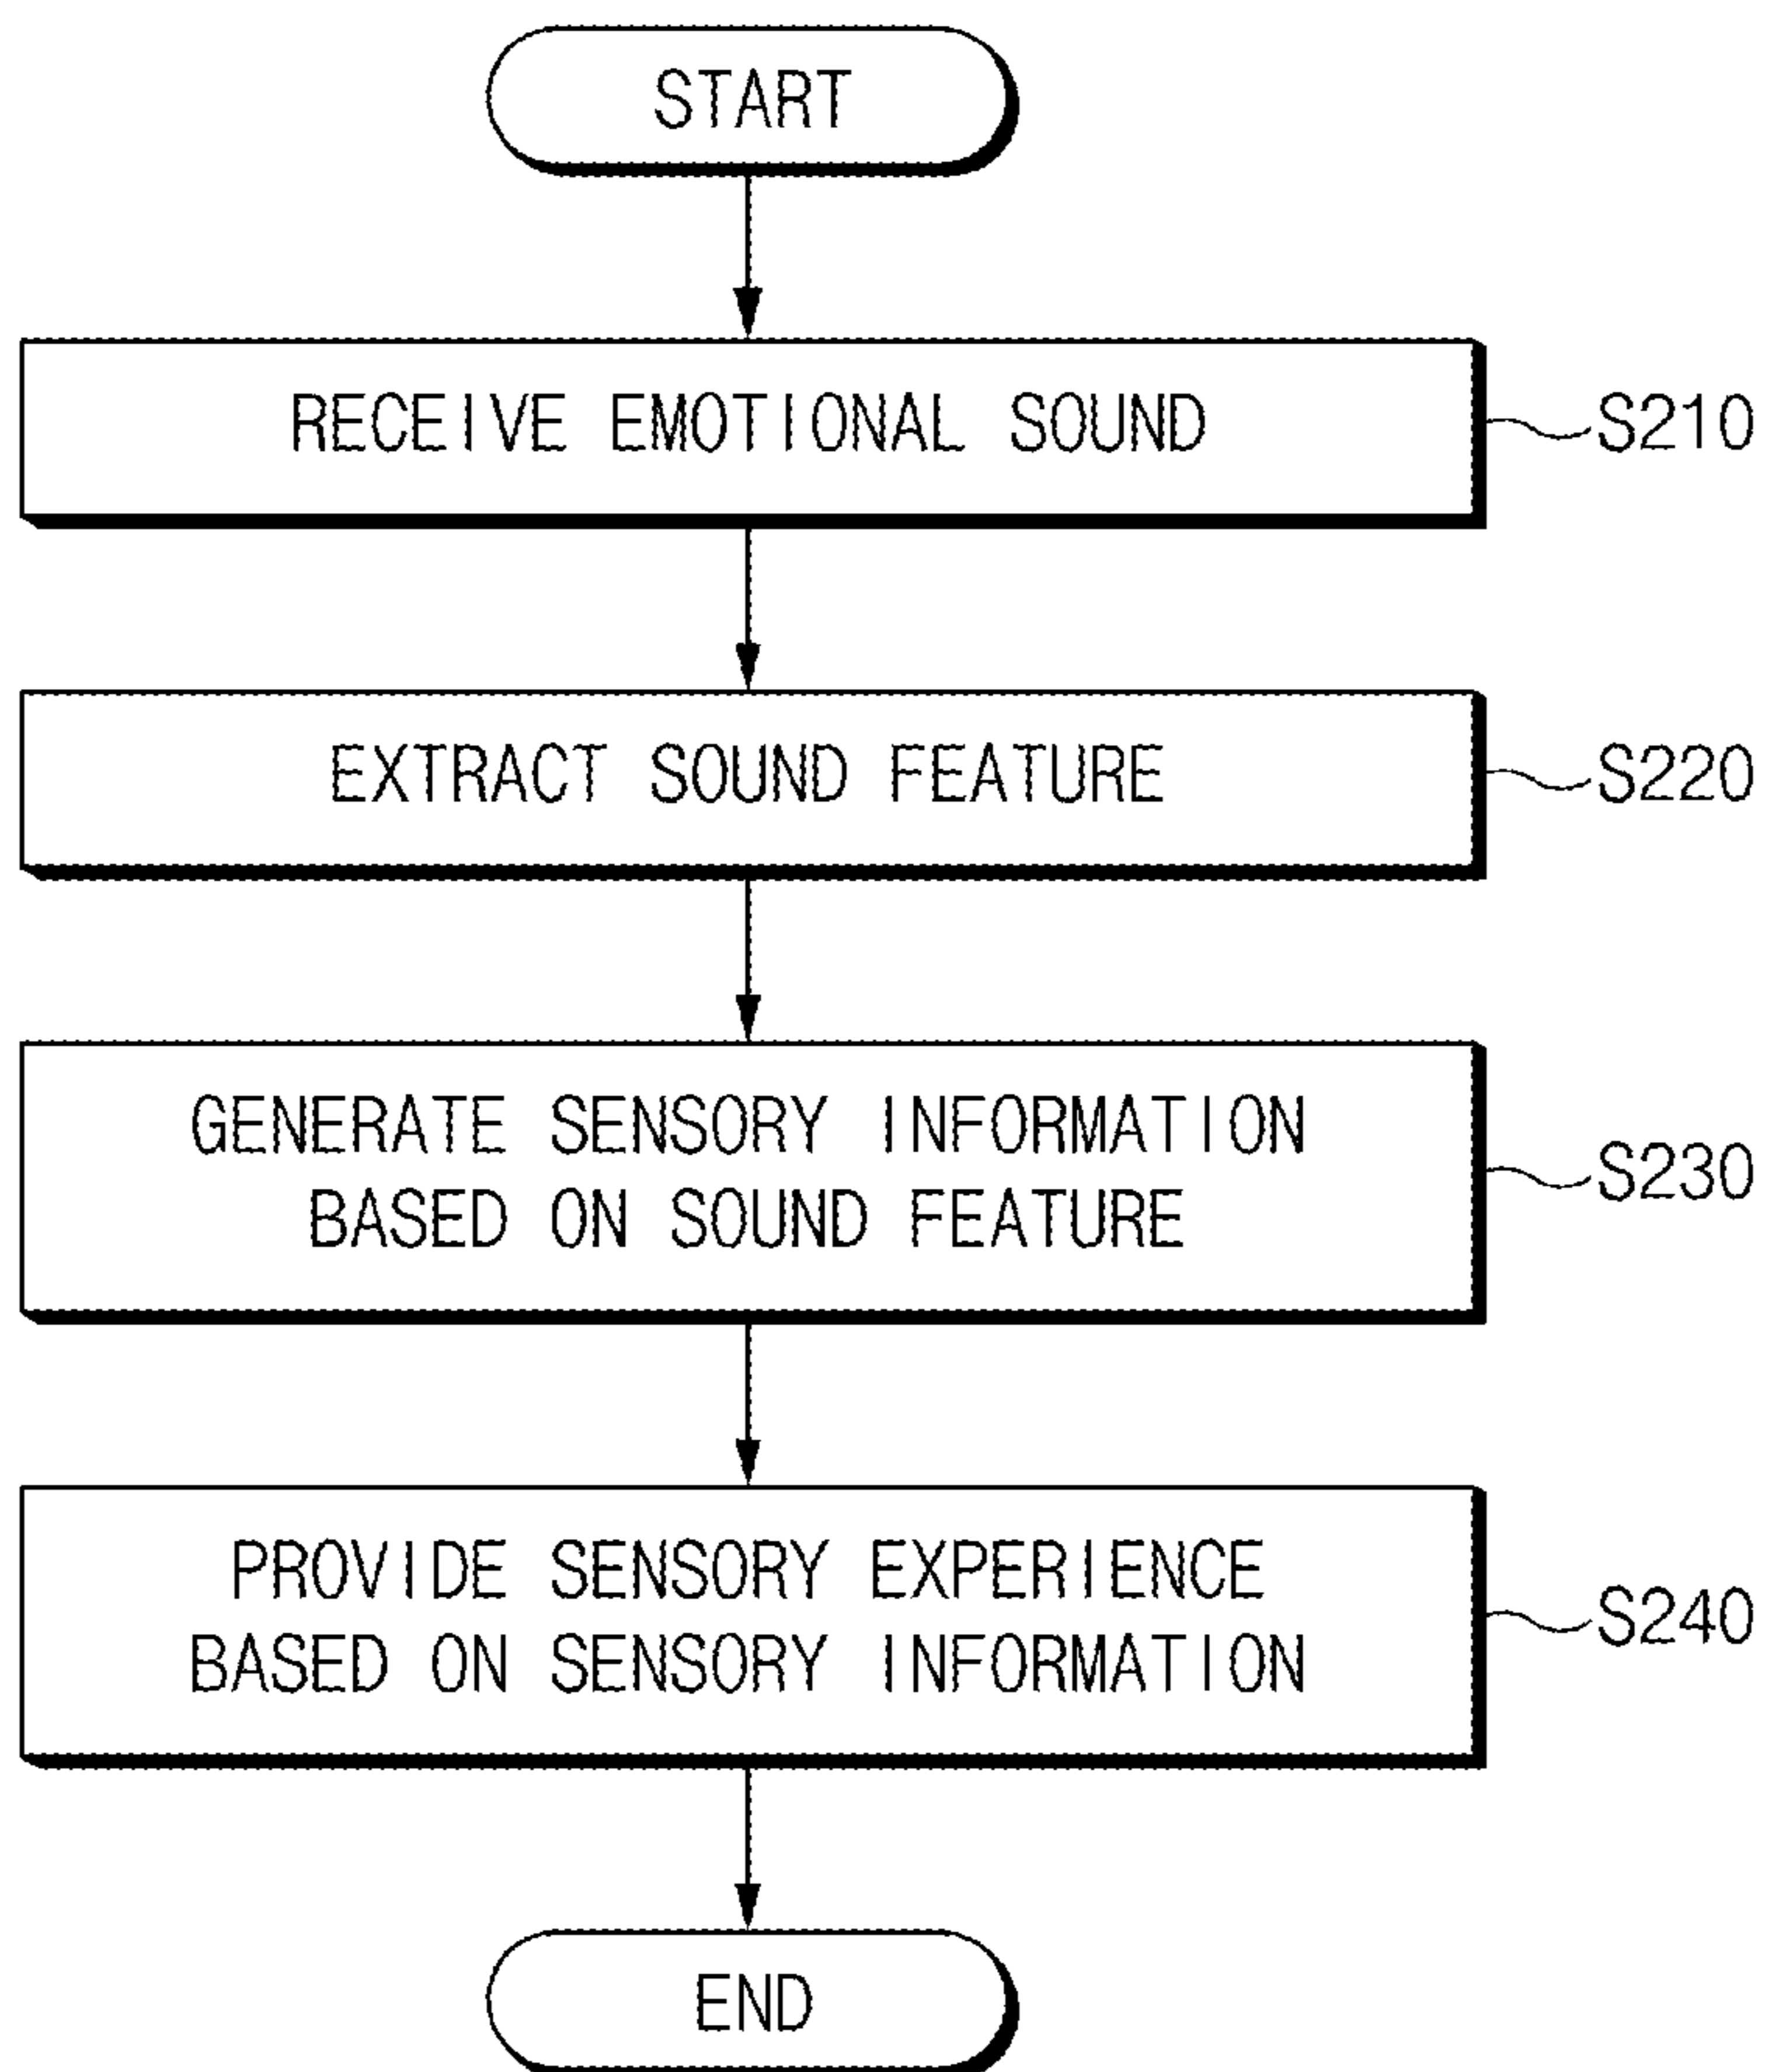 START
RECEIVE EMOTIONAL SOUND
S210
EXTRACT SOUND FEATURE
S220
GENERATE SENSORY INFORMATION
BASED ON SOUND FEATURE
S230
PROVIDE SENSORY EXPERIENCE
BASED ON SENSORY INFORMATION
S240
END